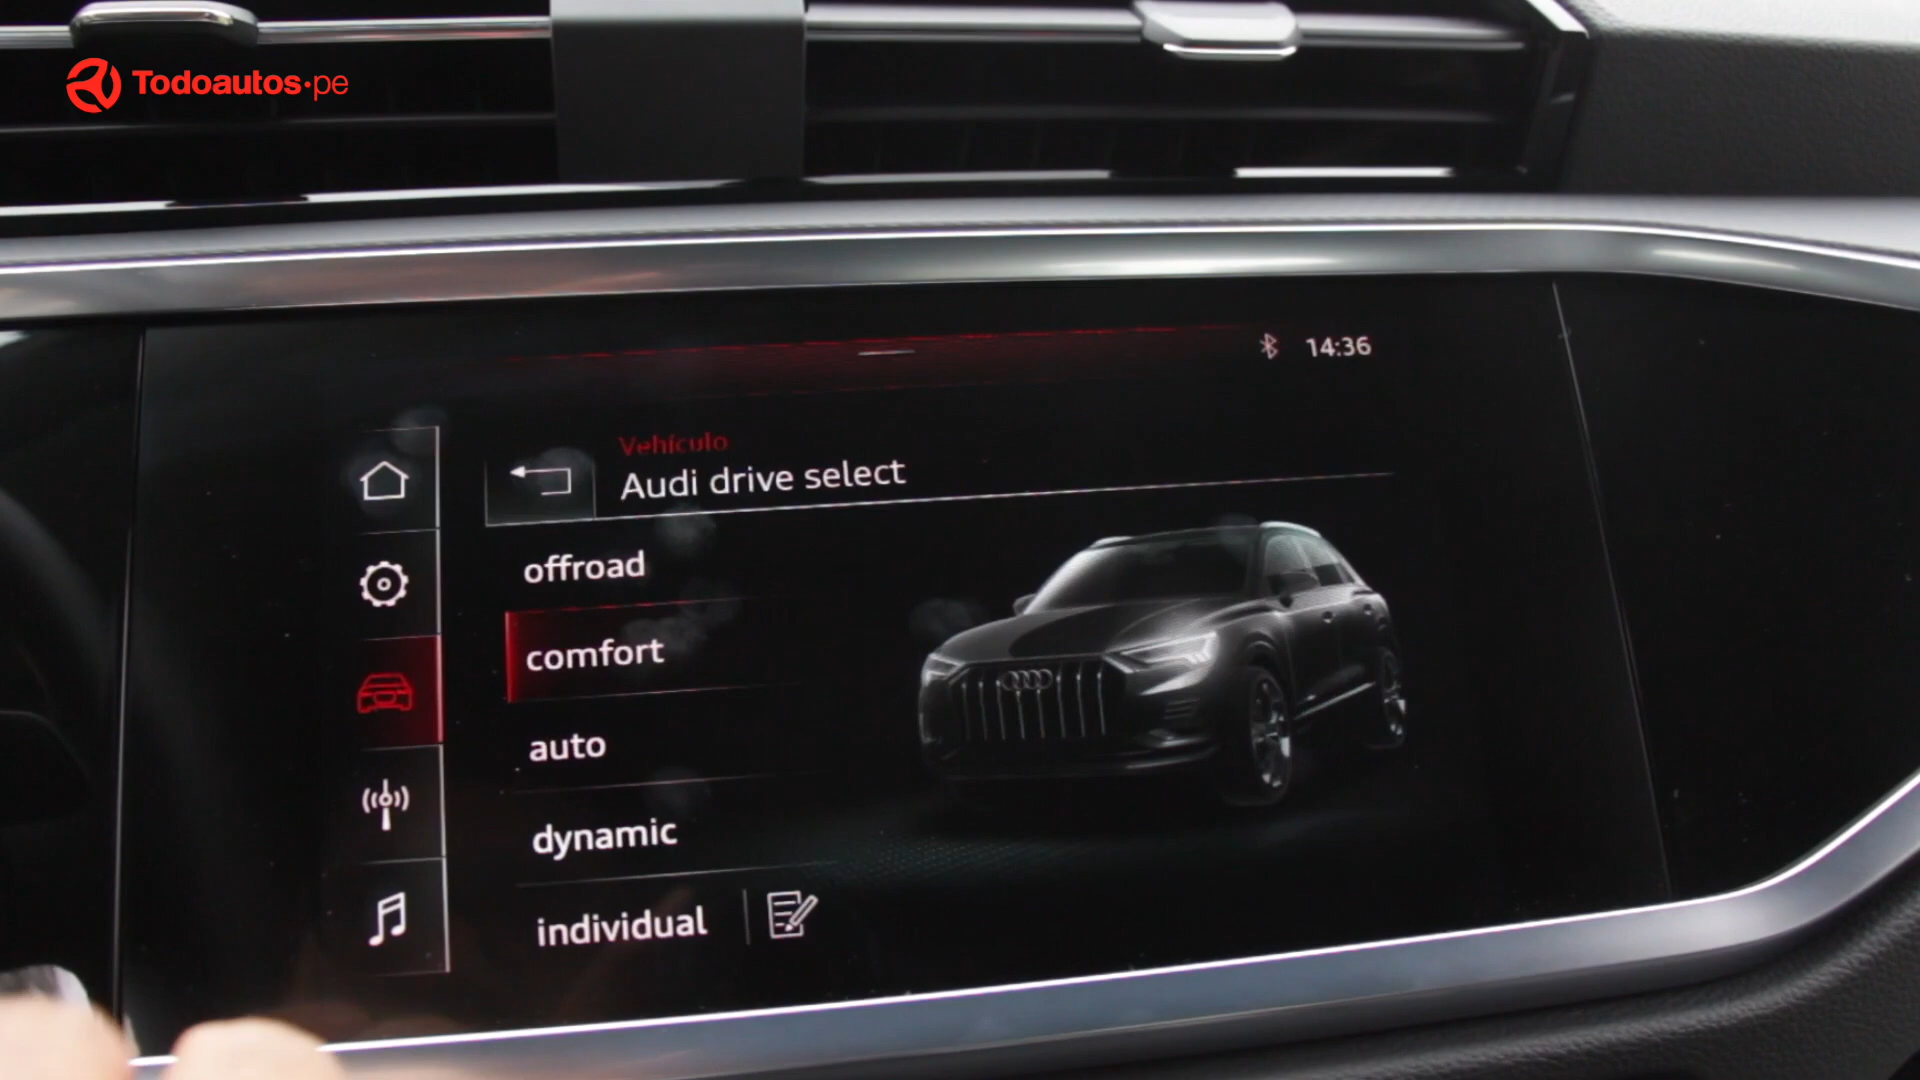 Todoautos.pe
14:36
Vehículo
Audi drive select
offroad
comfort
auto
dynamic
individual